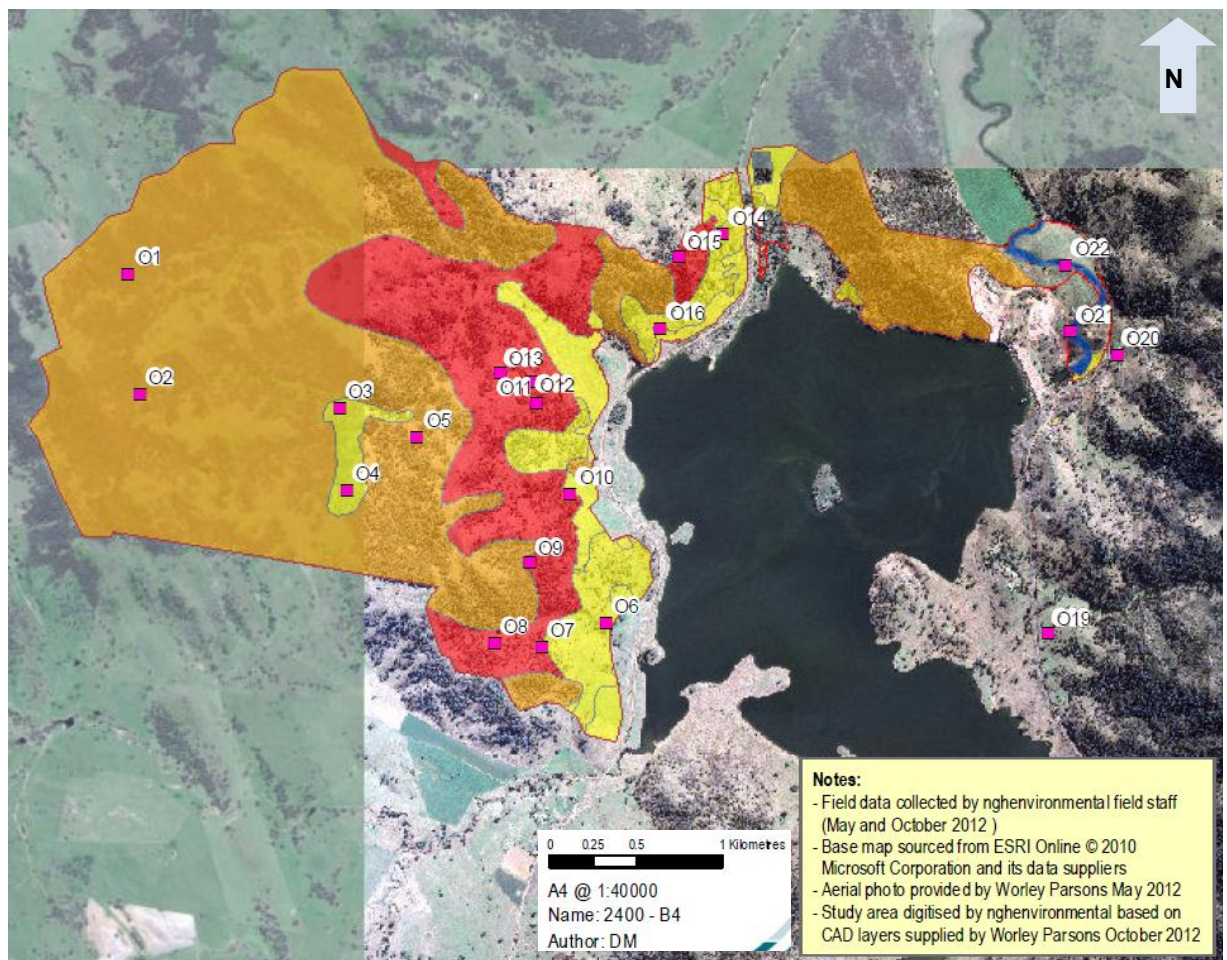 N
O14
O15
O22
O1
O16
O21
O20
O13
O2
O11 O12
O3
O5
O4
O10
O9
O6
O8
O7
O19
Notes:
- Field data collected by nghenvironmental field staff
(May and October 2012 )
- Base map sourced from ESRI Online © 2010
Microsoft Corporation and its data suppliers
- Aerial photo provided by Worley Parsons May 2012
- Study area digitised by nghenvironmental based on
CAD layers supplied by Worley Parsons October 2012
0 0.25 0.5 1 Kilometres
A4 @ 1:40000
Name: 2400 - B4
Author: DM